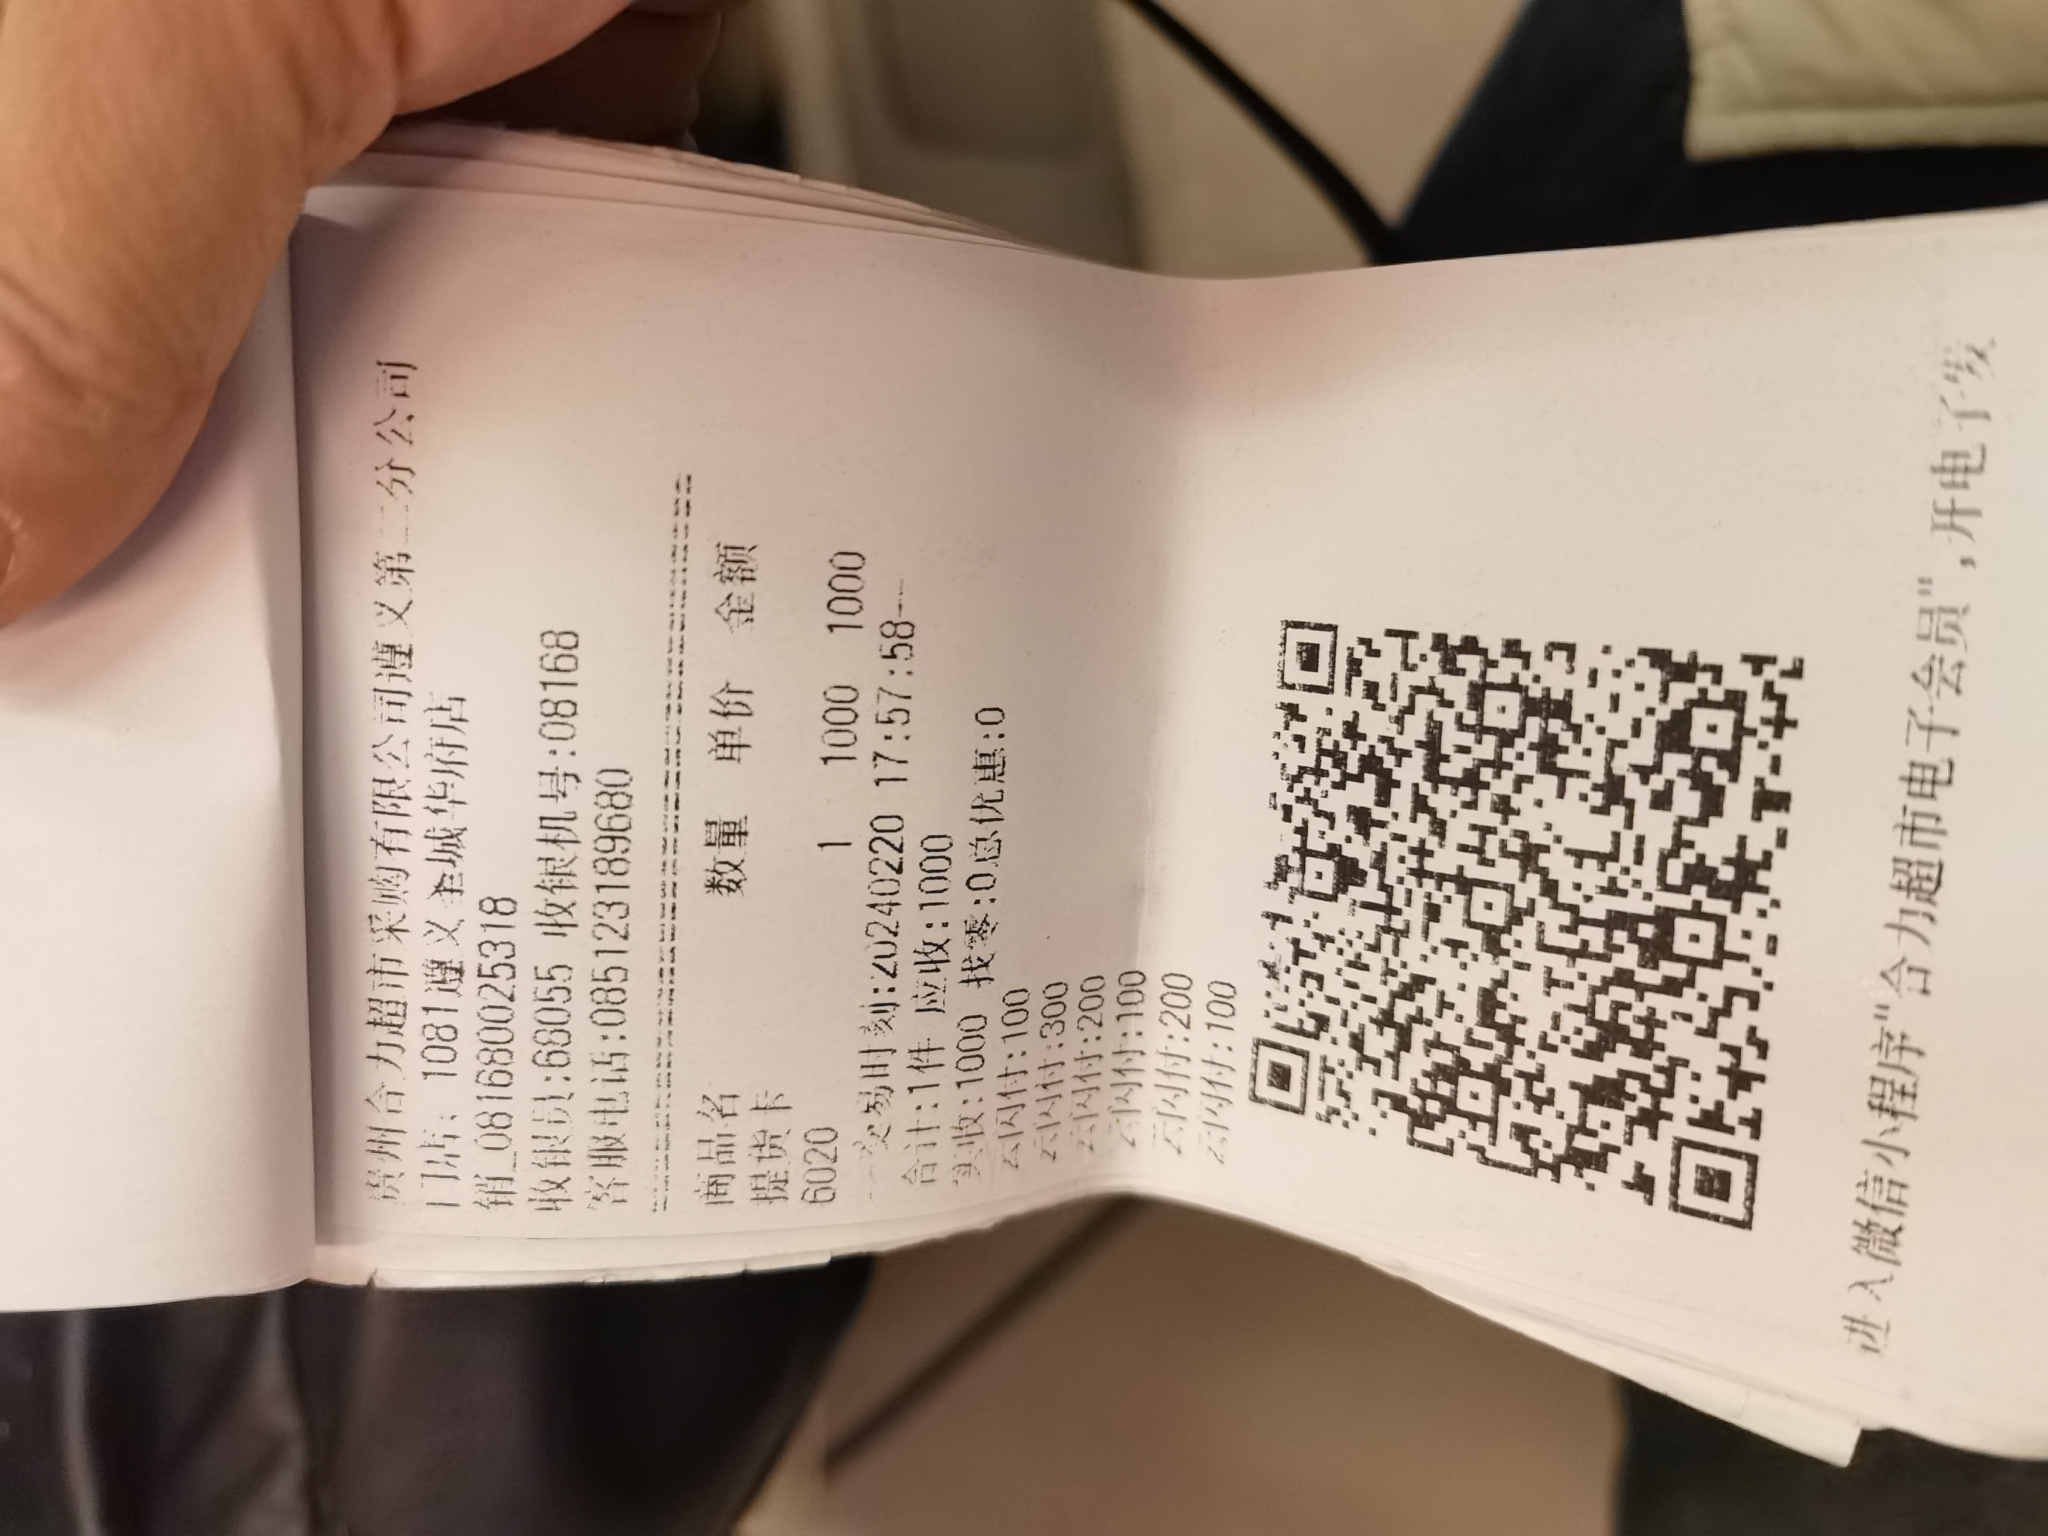 贵州合力超市采购有限公司遵义第二分公司
门店: 1081遵义圣城华府店
销_0816800025318
收银员:68055 收银机号:08168
客服电话:085123189680
商品名 数量 单价 金额
提货卡
6020 1 1000 1000
---交易时刻:20240220 17:57:58---
合计:1件 应收:1000
实收:1000 找零:0总优惠:0
云闪付:100
云闪付:300
云闪付:200
云闪付:100
云闪付:200
云闪付:100
进入微信小程序"合力超市电子会员",开电子发